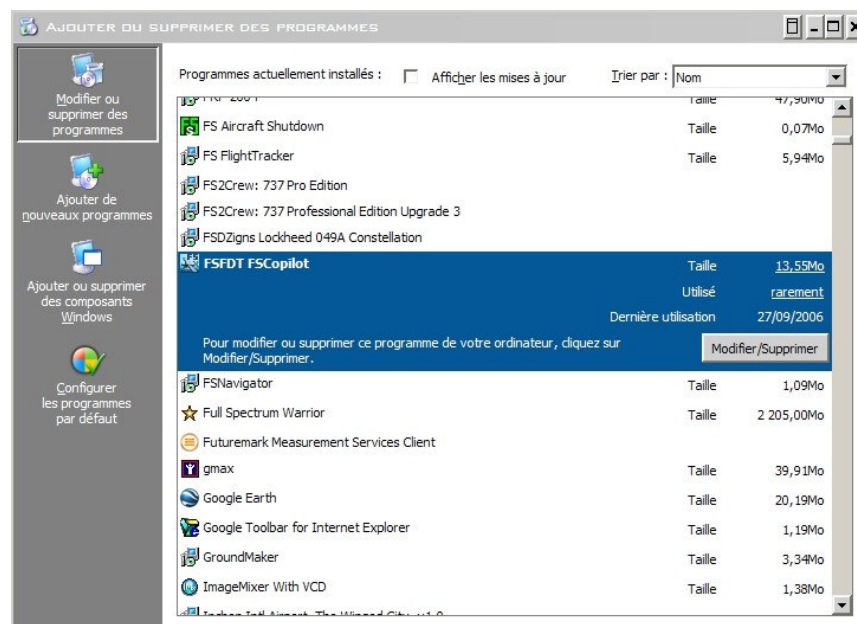 AJOUTER OU SUPPRIMER DES PROGRAMMES
Modifier ou
supprimer des
programmes
Ajouter de
nouveaux programmes
Ajouter ou supprimer
des composants
Windows
Configurer
les programmes
par défaut
Programmes actuellement installés : Afficher les mises à jour Trier par : Nom
Taille 47,90Mo
FS Aircraft Shutdown Taille 0,07Mo
FS FlightTracker Taille 5,94Mo
FS2Crew: 737 Pro Edition
FS2Crew: 737 Professional Edition Upgrade 3
FSDZigns Lockheed 049A Constellation
FSFDT FSCopilot Taille 13,55Mo
Utilisé rarement
Dernière utilisation 27/09/2006
Pour modifier ou supprimer ce programme de votre ordinateur, cliquez sur
Modifier/Supprimer.
Modifier/Supprimer
FSNavigator Taille 1,09Mo
Full Spectrum Warrior Taille 2 205,00Mo
Futuremark Measurement Services Client
gmax Taille 39,91Mo
Google Earth Taille 20,19Mo
Google Toolbar for Internet Explorer Taille 1,19Mo
GroundMaker Taille 3,34Mo
ImageMixer With VCD Taille 1,38Mo